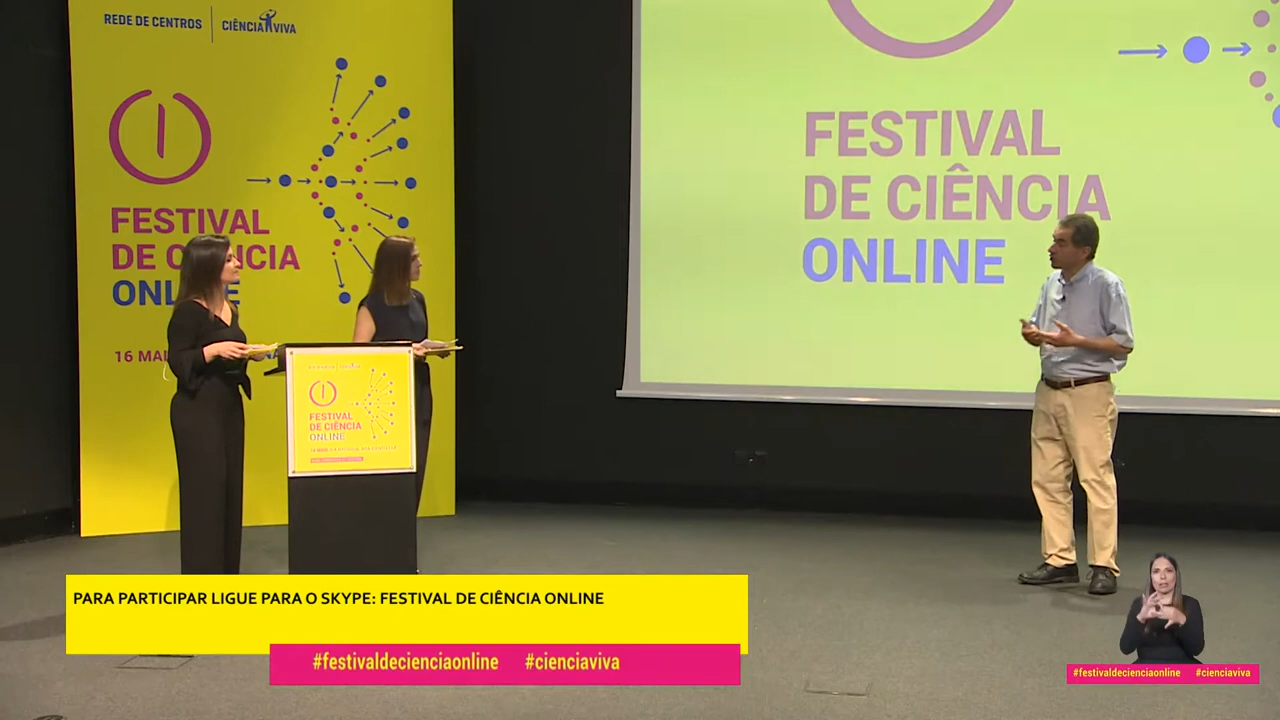 REDE DE CENTROS CIÊNCIA VIVA
FESTIVAL
DE CIÊNCIA
ONLINE
16 MAI
FESTIVAL
DE CIÊNCIA
ONLINE
FESTIVAL
DE CIÊNCIA
ONLINE
PARA PARTICIPAR LIGUE PARA O SKYPE: FESTIVAL DE CIÊNCIA ONLINE
#festivaldecienciaonline #cienciaviva
#festivaldecienciaonline #cienciaviva